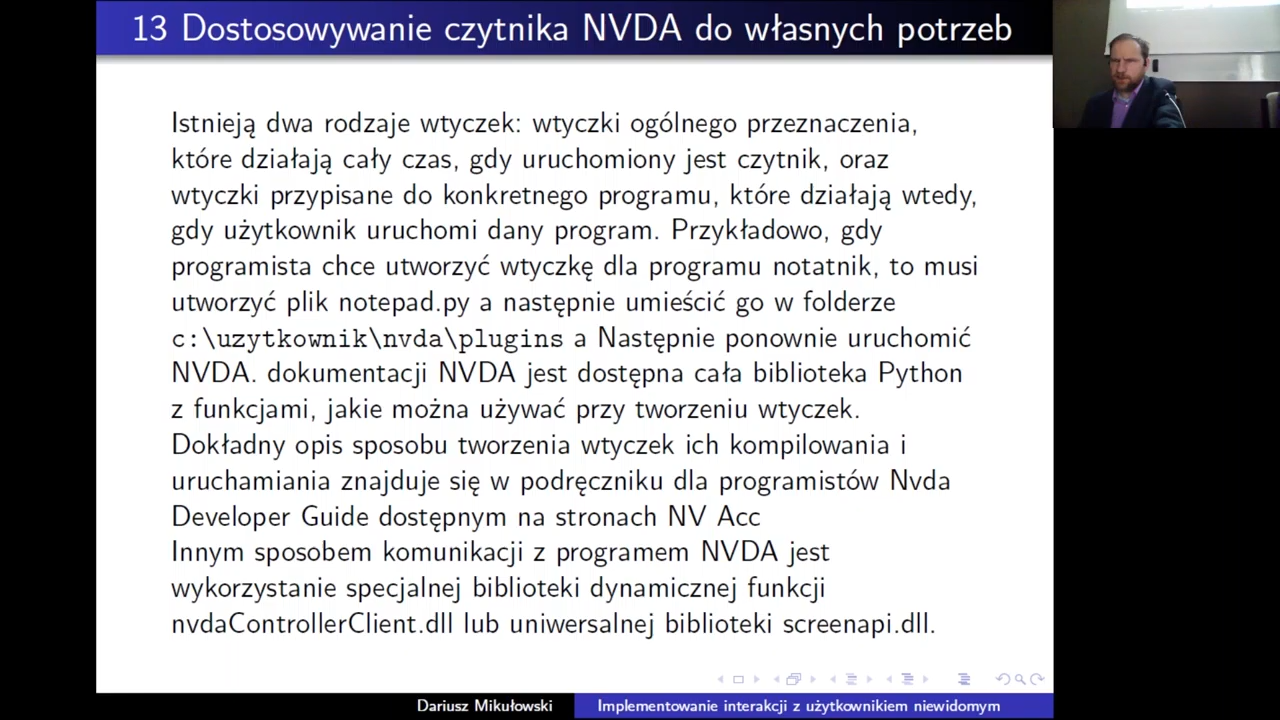 13 Dostosowywanie czytnika NVDA do własnych potrzeb
Istnieją dwa rodzaje wtyczek: wtyczki ogólnego przeznaczenia,
które działają cały czas, gdy uruchomiony jest czytnik, oraz
wtyczki przypisane do konkretnego programu, które działają wtedy,
gdy użytkownik uruchomi dany program. Przykładowo, gdy
programista chce utworzyć wtyczkę dla programu notatnik, to musi
utworzyć plik notepad.py a następnie umieścić go w folderze
c:\uzytkownik\nvda\plugins a Następnie ponownie uruchomić
NVDA. dokumentacji NVDA jest dostępna cała biblioteka Python
z funkcjami, jakie można używać przy tworzeniu wtyczek.
Dokładny opis sposobu tworzenia wtyczek ich kompilowania i
uruchamiania znajduje się w podręczniku dla programistów Nvda
Developer Guide dostępnym na stronach NV Acc
Innym sposobem komunikacji z programem NVDA jest
wykorzystanie specjalnej biblioteki dynamicznej funkcji
nvdaControllerClient.dll lub uniwersalnej biblioteki screenapi.dll.
Dariusz Mikułowski
Implementowanie interakcji z użytkownikiem niewidomym